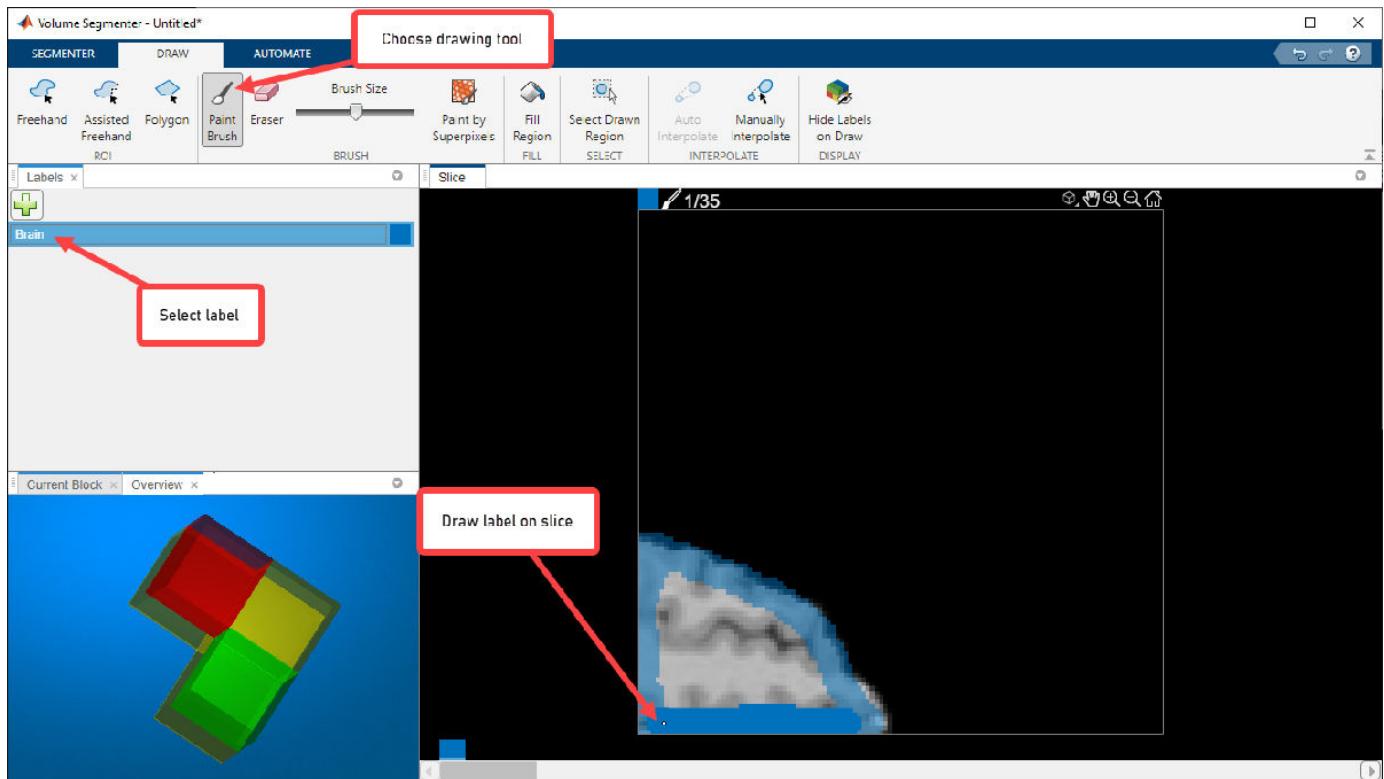 Volume Segmenter - Untitled*
Choose drawing tool
SEGMENTER DRAW AUTOMATE
Brush Size
Freehand Assisted Freehand Polygon Paint Brush Eraser Paint by Superpixels Fill Region Select Drawn Region Auto Interpolate Manually Interpolate Hide Labels on Draw
ROI BRUSH FILL SELECT INTERPOLATE DISPLAY
Labels Slice
1/35
Brain
Select label
Current Block Overview
Draw label on slice